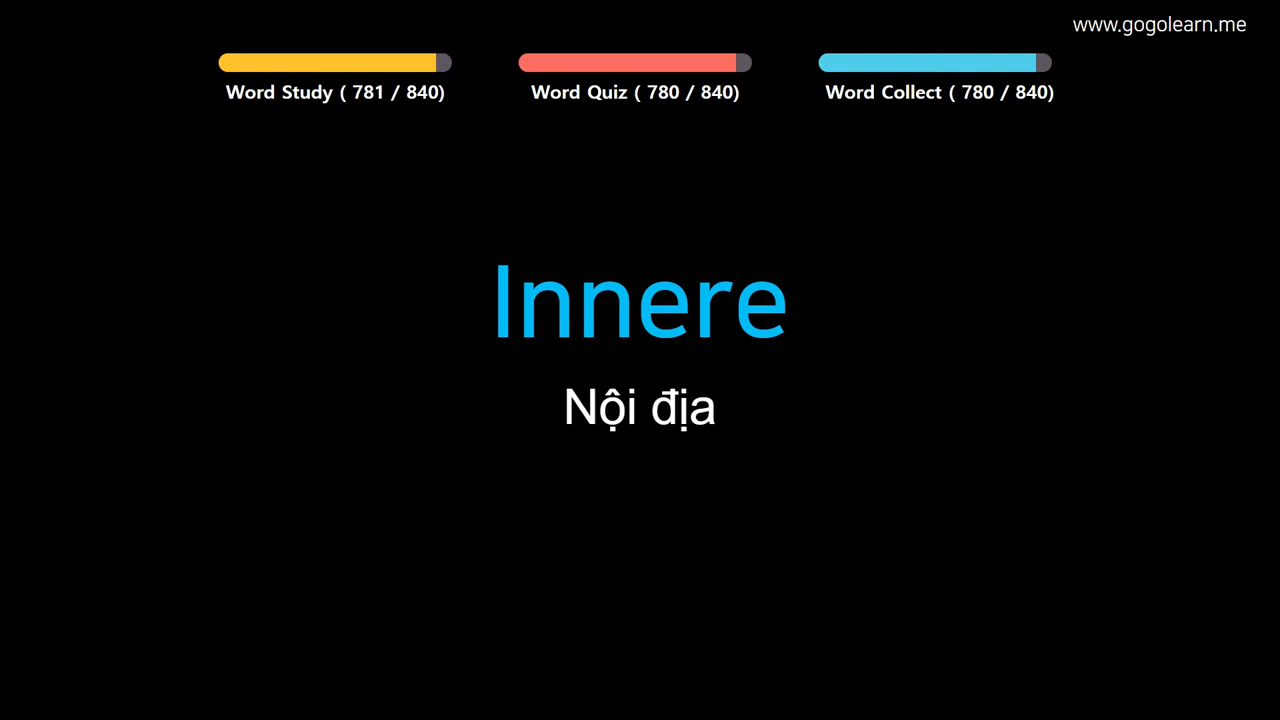 www.gogolearn.me
Word Study ( 781 / 840)
Word Quiz ( 780 / 840)
Word Collect ( 780 / 840)
Innere
Nội địa